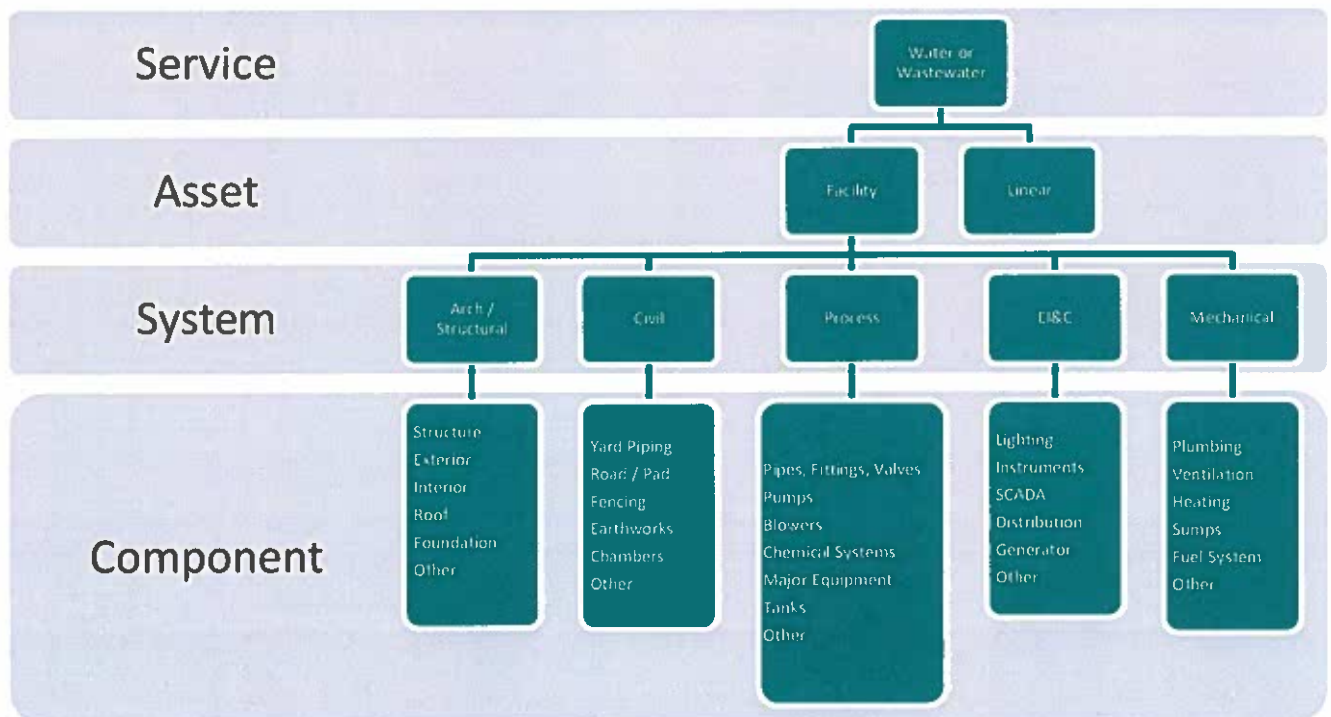 Service
Water or
Wastewater
Asset
Facility
Linear
System
Arch /
Structural
Civil
Process
EI&C
Mechanical
Component
Structure
Exterior
Interior
Roof
Foundation
Other
Yard Piping
Road / Pad
Fencing
Earthworks
Chambers
Other
Pipes, Fittings, Valves
Pumps
Blowers
Chemical Systems
Major Equipment
Tanks
Other
Lighting
Instruments
SCADA
Distribution
Generator
Other
Plumbing
Ventilation
Heating
Sumps
Fuel System
Other